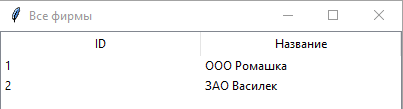 Все фирмы
ID Название
1 ООО Ромашка
2 ЗАО Василек